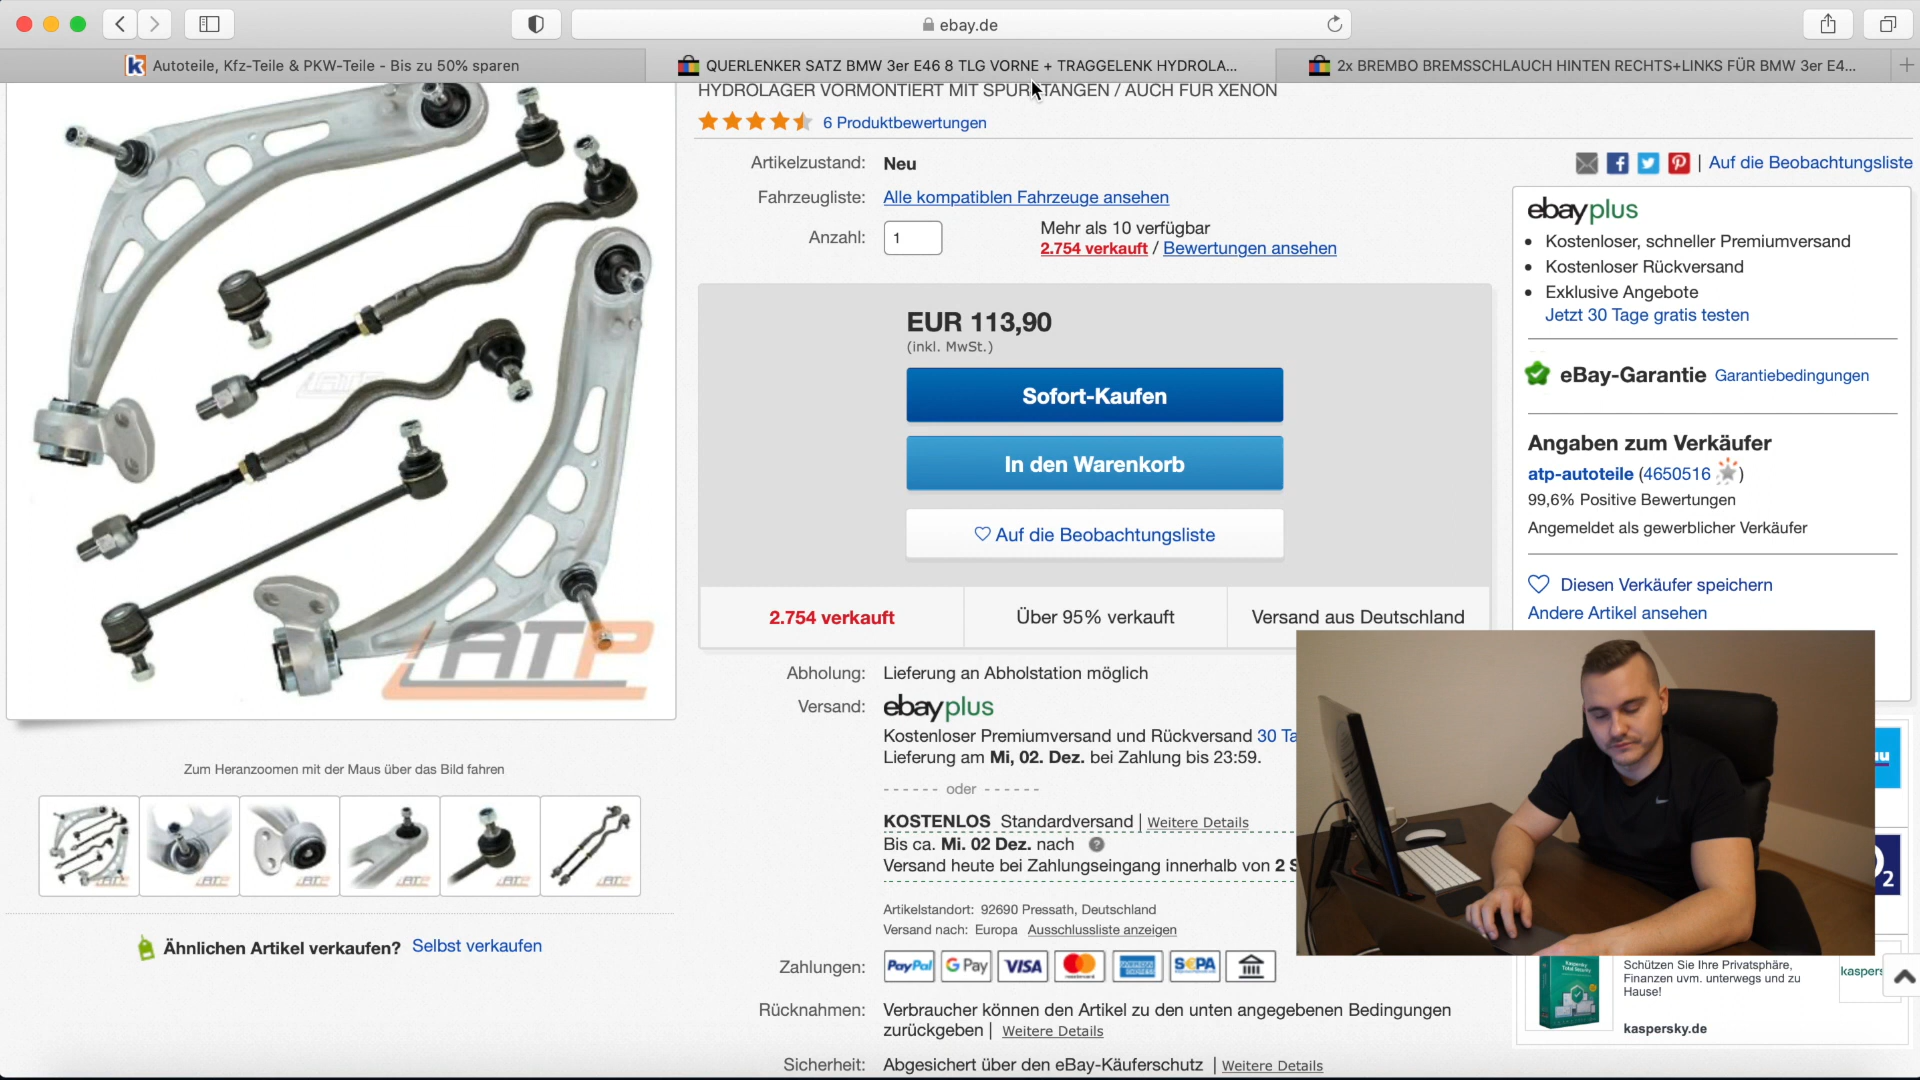 ebay.de
Autoteile, Kfz-Teile & PKW-Teile - Bis zu 50% sparen
QUERLENKER SATZ BMW 3er E46 8 TLG VORNE + TRAGGELENK HYDROLA...
2x BREMBO BREMSSCHLAUCH HINTEN RECHTS+LINKS FÜR BMW 3er E4...
6 Produktbewertungen
Artikelzustand: Neu
Fahrzeugliste: Alle kompatiblen Fahrzeuge ansehen
Anzahl: 1
Mehr als 10 verfügbar
2.754 verkauft / Bewertungen ansehen
EUR 113,90
(inkl. MwSt.)
Sofort-Kaufen
In den Warenkorb
Auf die Beobachtungsliste
2.754 verkauft
Über 95% verkauft
Versand aus Deutschland
Abholung: Lieferung an Abholstation möglich
Versand: ebayplus
Kostenloser Premiumversand und Rückversand 30
Lieferung am Mi, 02. Dez. bei Zahlung bis 23:59.
------ oder ------
KOSTENLOS Standardversand | Weitere Details
Bis ca. Mi. 02 Dez. nach
Versand heute bei Zahlungseingang innerhalb von 2
Artikelstandort: 92690 Pressath, Deutschland
Versand nach: Europa Ausschlussliste anzeigen
Zahlungen: PayPal G Pay VISA SEPA
Rücknahmen: Verbraucher können den Artikel zu den unten angegebenen Bedingungen
zurückgeben | Weitere Details
Sicherheit: Abgesichert über den eBay-Käuferschutz | Weitere Details
| Auf die Beobachtungsliste
ebayplus
• Kostenloser, schneller Premiumversand
• Kostenloser Rückversand
• Exklusive Angebote
Jetzt 30 Tage gratis testen
eBay-Garantie Garantiebedingungen
Angaben zum Verkäufer
atp-autoteile (4650516)
99,6% Positive Bewertungen
Angemeldet als gewerblicher Verkäufer
Diesen Verkäufer speichern
Andere Artikel ansehen
ATP
Zum Heranzoomen mit der Maus über das Bild fahren
Ähnlichen Artikel verkaufen? Selbst verkaufen
Schützen Sie Ihre Privatsphäre,
Finanzen uvm. unterwegs und zu
Hause!
kaspersky.de